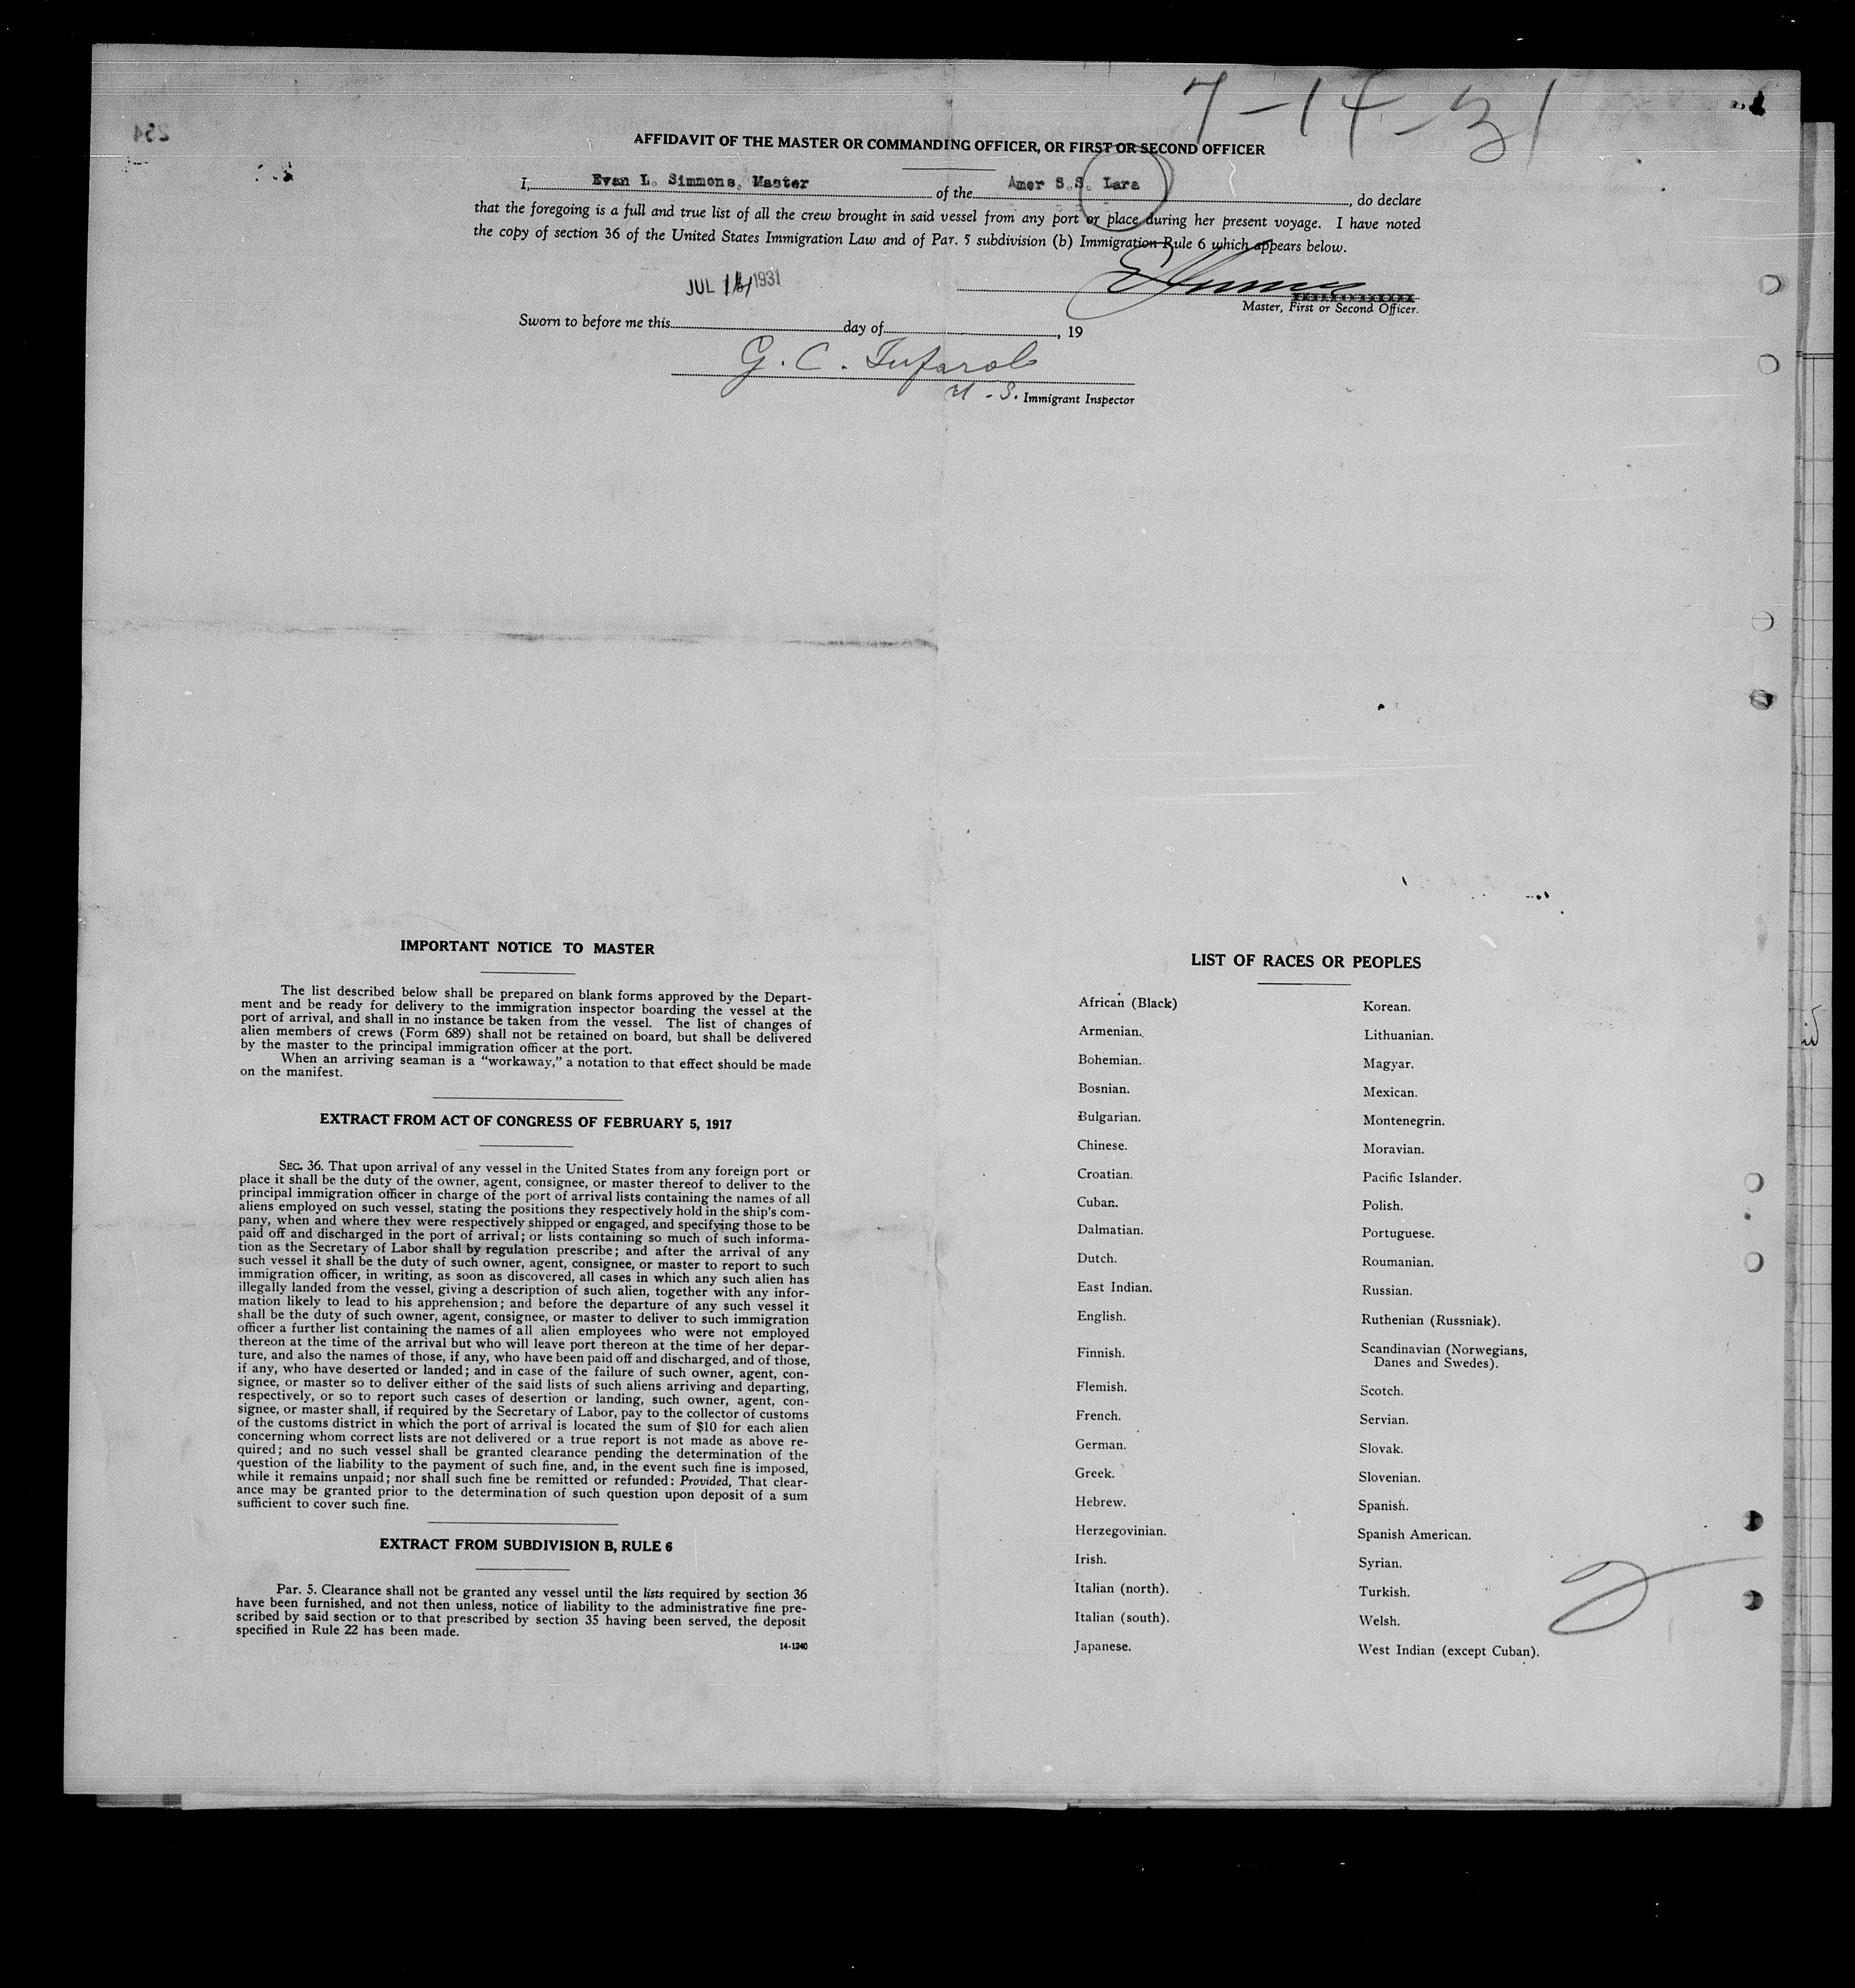 7-14-31
AFFIDAVIT OF THE MASTER OR COMMANDING OFFICER, OR FIRST OR SECOND OFFICER
I, Evan L. Simmons, Master of the Amer S.S. Lara, do declare
that the foregoing is a full and true list of all the crew brought in said vessel from any port or place during her present voyage. I have noted
the copy of section 36 of the United States Immigration Law and of Par. 5 subdivision (b) Immigration Rule 6 which appears below.
JUL 14 1931
Master, First or Second Officer.
Sworn to before me this day of , 19
G. C.
U.S. Immigrant Inspector
IMPORTANT NOTICE TO MASTER
The list described below shall be prepared on blank forms approved by the Depart-
ment and be ready for delivery to the immigration inspector boarding the vessel at the
port of arrival, and shall in no instance be taken from the vessel. The list of changes of
alien members of crews (Form 689) shall not be retained on board, but shall be delivered
by the master to the principal immigration officer at the port.
When an arriving seaman is a “workaway,” a notation to that effect should be made
on the manifest.
EXTRACT FROM ACT OF CONGRESS OF FEBRUARY 5, 1917
SEC. 36. That upon arrival of any vessel in the United States from any foreign port or
place it shall be the duty of the owner, agent, consignee, or master thereof to deliver to the
principal immigration officer in charge of the port of arrival lists containing the names of all
aliens employed on such vessel, stating the positions they respectively hold in the ship's com-
pany, when and where they were respectively shipped or engaged, and specifying those to be
paid off and discharged in the port of arrival; or lists containing so much of such informa-
tion as the Secretary of Labor shall by regulation prescribe; and after the arrival of any
such vessel it shall be the duty of such owner, agent, consignee, or master to report to such
immigration officer, in writing, as soon as discovered, all cases in which any such alien has
illegally landed from the vessel, giving a description of such alien, together with any infor-
mation likely to lead to his apprehension; and before the departure of any such vessel it
shall be the duty of such owner, agent, consignee, or master to deliver to such immigration
officer a further list containing the names of all alien employees who were not employed
thereon at the time of the arrival but who will leave port thereon at the time of her depar-
ture, and also the names of those, if any, who have been paid off and discharged, and of those,
if any, who have deserted or landed; and in case of the failure of such owner, agent, con-
signee, or master so to deliver either of the said lists of such aliens arriving and departing,
respectively, or so to report such cases of desertion or landing, such owner, agent, con-
signee, or master shall, if required by the Secretary of Labor, pay to the collector of customs
of the customs district in which the port of arrival is located the sum of $10 for each alien
concerning whom correct lists are not delivered or a true report is not made as above re-
quired; and no such vessel shall be granted clearance pending the determination of the
question of the liability to the payment of such fine, and, in the event such fine is imposed,
while it remains unpaid; nor shall such fine be remitted or refunded: Provided, That clear-
ance may be granted prior to the determination of such question upon deposit of a sum
sufficient to cover such fine.
EXTRACT FROM SUBDIVISION B, RULE 6
Par. 5. Clearance shall not be granted any vessel until the lists required by section 36
have been furnished, and not then unless, notice of liability to the administrative fine pre-
scribed by said section or to that prescribed by section 35 having been served, the deposit
specified in Rule 22 has been made.
14-1240
LIST OF RACES OR PEOPLES
African (Black)
Armenian.
Bohemian.
Bosnian.
Bulgarian.
Chinese.
Croatian.
Cuban.
Dalmatian.
Dutch.
East Indian.
English.
Finnish.
Flemish.
French.
German.
Greek.
Hebrew.
Herzegovinian.
Irish.
Italian (north).
Italian (south).
Japanese.
Korean.
Lithuanian.
Magyar.
Mexican.
Montenegrin.
Moravian.
Pacific Islander.
Polish.
Portuguese.
Roumanian.
Russian.
Ruthenian (Russniak).
Scandinavian (Norwegians,
Danes and Swedes).
Scotch.
Servian.
Slovak.
Slovenian.
Spanish.
Spanish American.
Syrian.
Turkish.
Welsh.
West Indian (except Cuban).
2